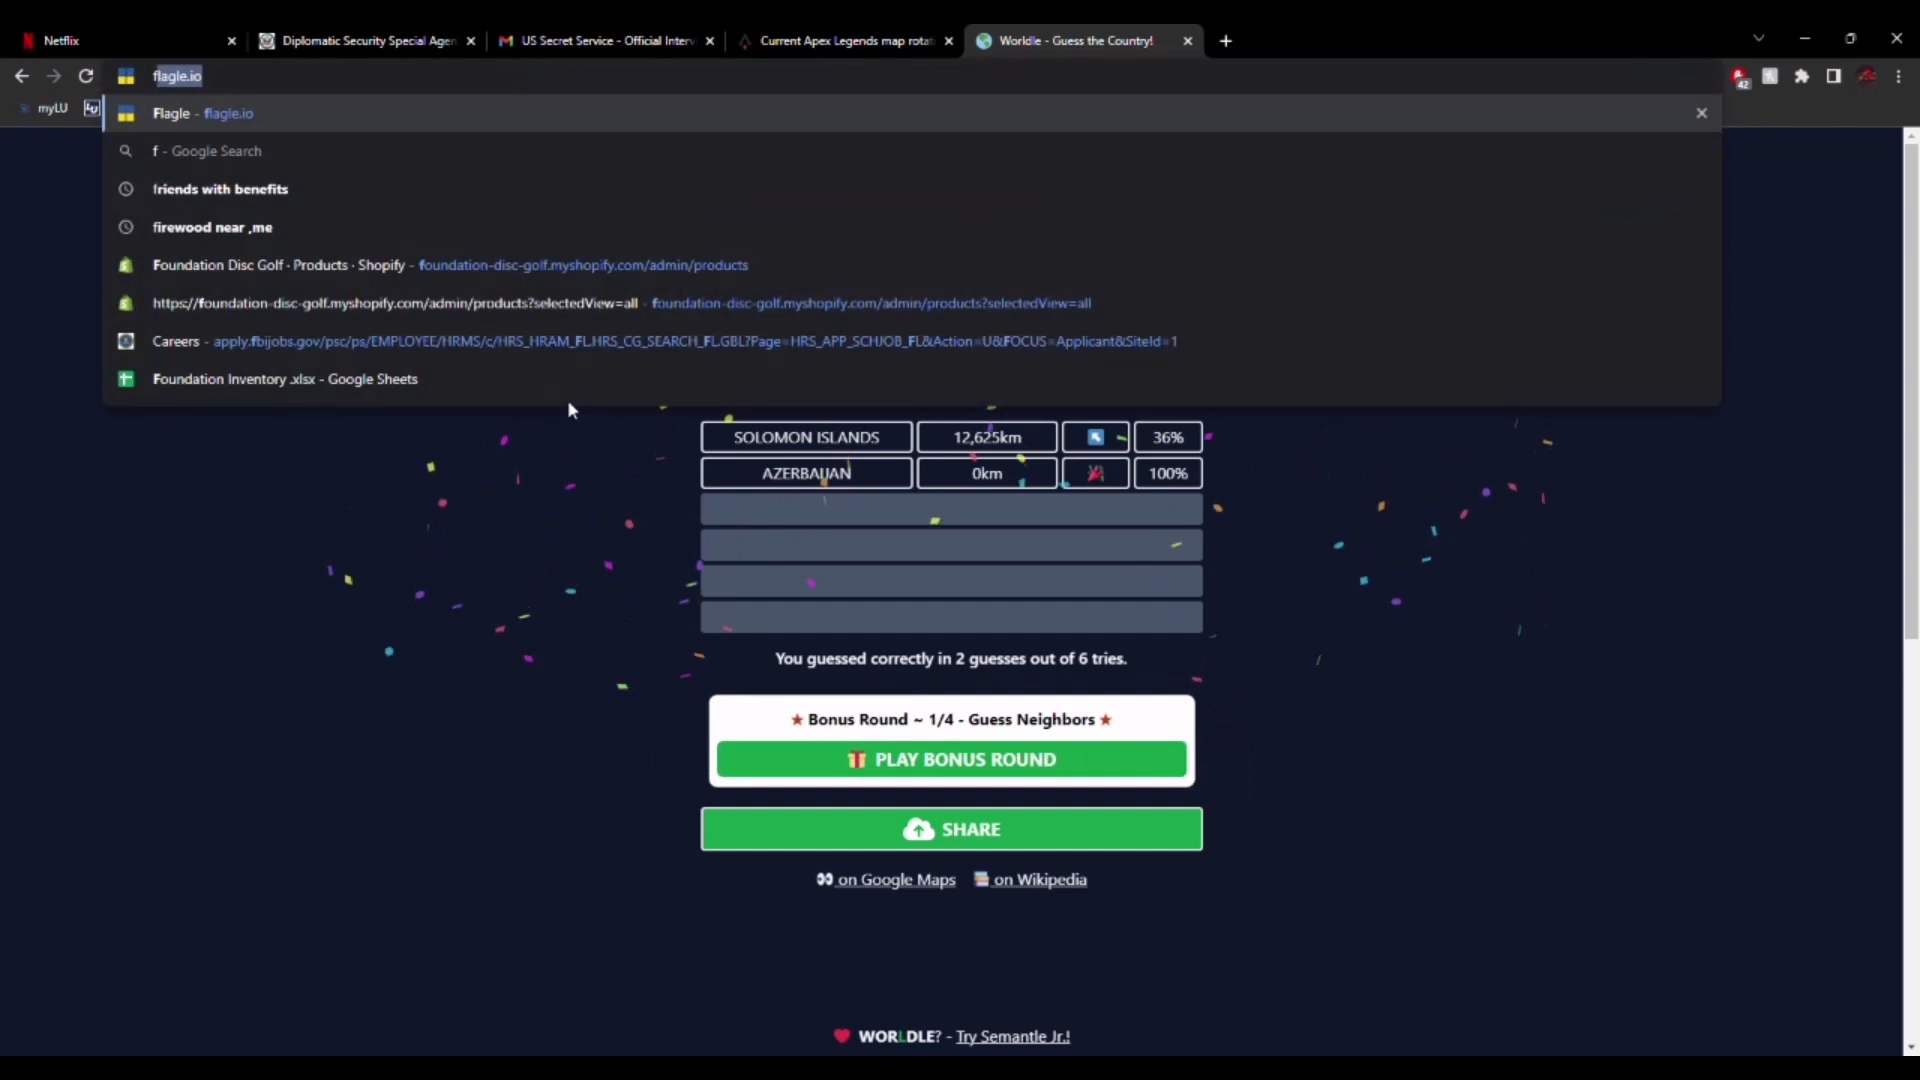 Netflix
Diplomatic Security Special Agen
US Secret Service - Official Interv
Current Apex Legends map rotat
Worldle - Guess the Country!
flagle.io
42
myLU
LU
Flagle - flagle.io
f - Google Search
friends with benefits
firewood near ,me
Foundation Disc Golf · Products · Shopify - foundation-disc-golf.myshopify.com/admin/products
https://foundation-disc-golf.myshopify.com/admin/products?selectedView=all - foundation-disc-golf.myshopify.com/admin/products?selectedView=all
Careers - apply.fbijobs.gov/psc/ps/EMPLOYEE/HRMS/c/HRS_HRAM_FL.HRS_CG_SEARCH_FL.GBL?Page=HRS_APP_SCHJOB_FL&Action=U&FOCUS=Applicant&SiteId=1
Foundation Inventory .xlsx - Google Sheets
SOLOMON ISLANDS 12,625km 36%
AZERBAIJAN 0km 100%
You guessed correctly in 2 guesses out of 6 tries.
Bonus Round ~ 1/4 - Guess Neighbors
PLAY BONUS ROUND
SHARE
on Google Maps on Wikipedia
WORLDLE? - Try Semantle Jr.!